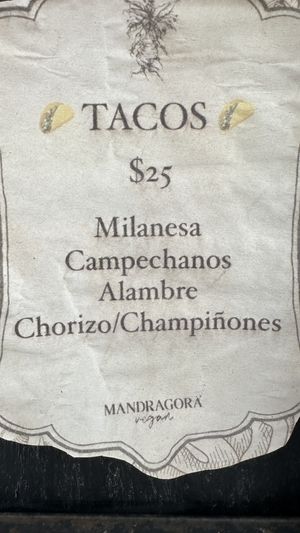 🌮 TACOS 🌮
$25
Milanesa
Campechanos
Alambre
Chorizo/Champiñones
MANDRAGORA
vegan